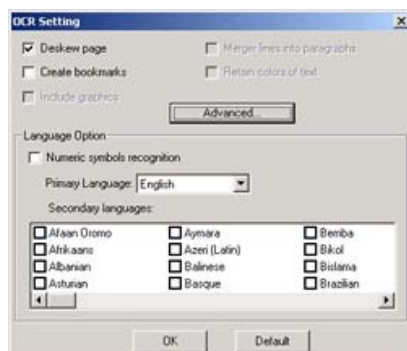 OCR Setting
Deskew page
Merger lines into paragraphs
Create bookmarks
Retain colors of text
Include graphics
Advanced...
Language Option
Numeric symbols recognition
Primary Language: English
Secondary languages:
Afaan Oromo Aymara Bemba
Afrikaans Azeri (Latin) Bikol
Albanian Balinese Bislama
Asturian Basque Brazilian
OK Default